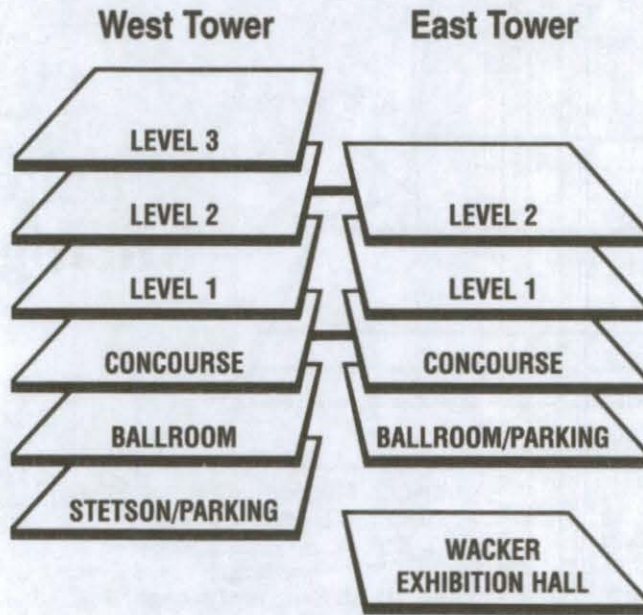 West Tower
East Tower
LEVEL 3
LEVEL 2
LEVEL 2
LEVEL 1
LEVEL 1
CONCOURSE
CONCOURSE
BALLROOM
BALLROOM/PARKING
STETSON/PARKING
WACKER
EXHIBITION HALL